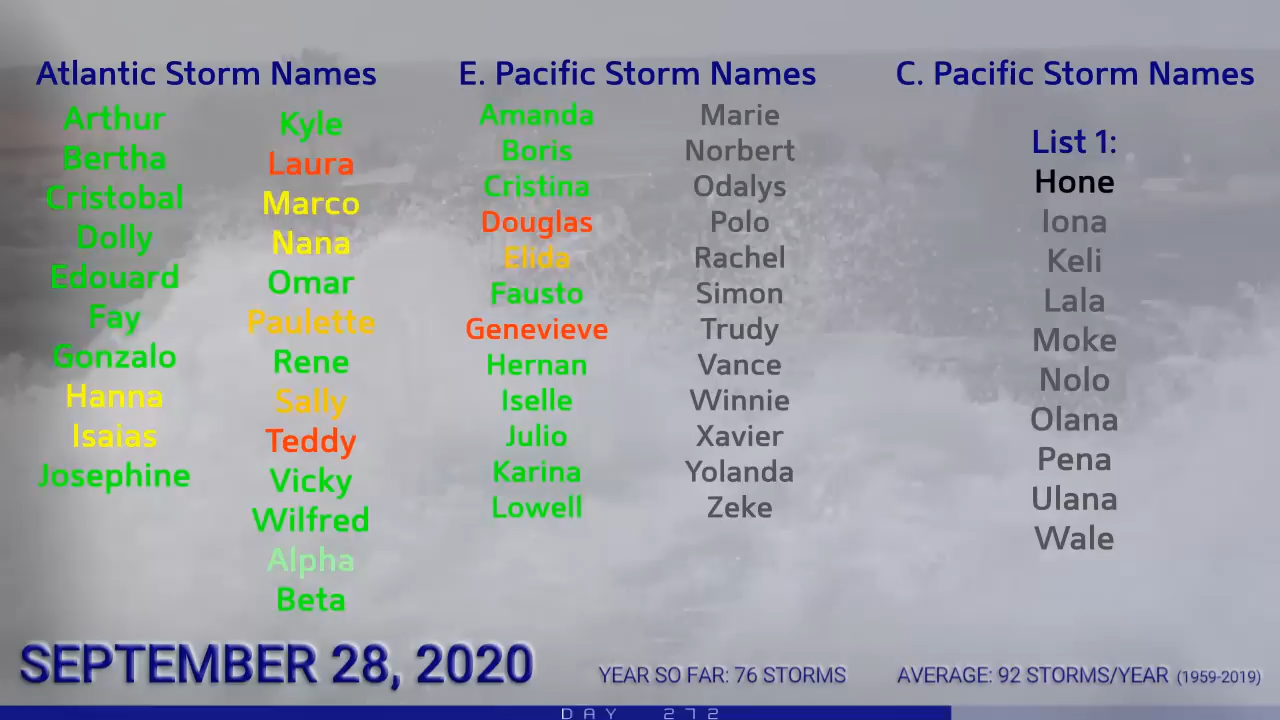 Atlantic Storm Names
Arthur
Bertha
Cristobal
Dolly
Edouard
Fay
Gonzalo
Hanna
Isaias
Josephine
Kyle
Laura
Marco
Nana
Omar
Paulette
Rene
Sally
Teddy
Vicky
Wilfred
Alpha
Beta
E. Pacific Storm Names
Amanda
Boris
Cristina
Douglas
Elida
Fausto
Genevieve
Hernan
Iselle
Julio
Karina
Lowell
Marie
Norbert
Odalys
Polo
Rachel
Simon
Trudy
Vance
Winnie
Xavier
Yolanda
Zeke
C. Pacific Storm Names
List 1:
Hone
Iona
Keli
Lala
Moke
Nolo
Olana
Pena
Ulana
Wale
SEPTEMBER 28, 2020
YEAR SO FAR: 76 STORMS
AVERAGE: 92 STORMS/YEAR (1959-2019)
DAY 272